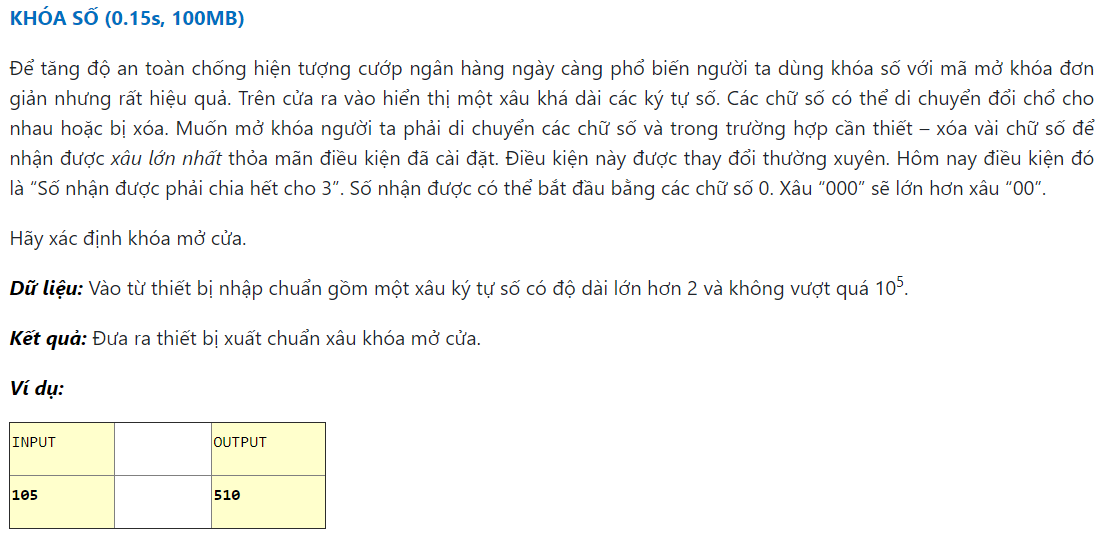 KHÓA SỐ (0.15s, 100MB)
Để tăng độ an toàn chống hiện tượng cướp ngân hàng ngày càng phổ biến người ta dùng khóa số với mã mở khóa đơn
giản nhưng rất hiệu quả. Trên cửa ra vào hiển thị một xâu khá dài các ký tự số. Các chữ số có thể di chuyển đổi chổ cho
nhau hoặc bị xóa. Muốn mở khóa người ta phải di chuyển các chữ số và trong trường hợp cần thiết – xóa vài chữ số để
nhận được xâu lớn nhất thỏa mãn điều kiện đã cài đặt. Điều kiện này được thay đổi thường xuyên. Hôm nay điều kiện đó
là “Số nhận được phải chia hết cho 3”. Số nhận được có thể bắt đầu bằng các chữ số 0. Xâu “000” sẽ lớn hơn xâu “00”.
Hãy xác định khóa mở cửa.
Dữ liệu: Vào từ thiết bị nhập chuẩn gồm một xâu ký tự số có độ dài lớn hơn 2 và không vượt quá 10⁵.
Kết quả: Đưa ra thiết bị xuất chuẩn xâu khóa mở cửa.
Ví dụ:
INPUT OUTPUT
105 510